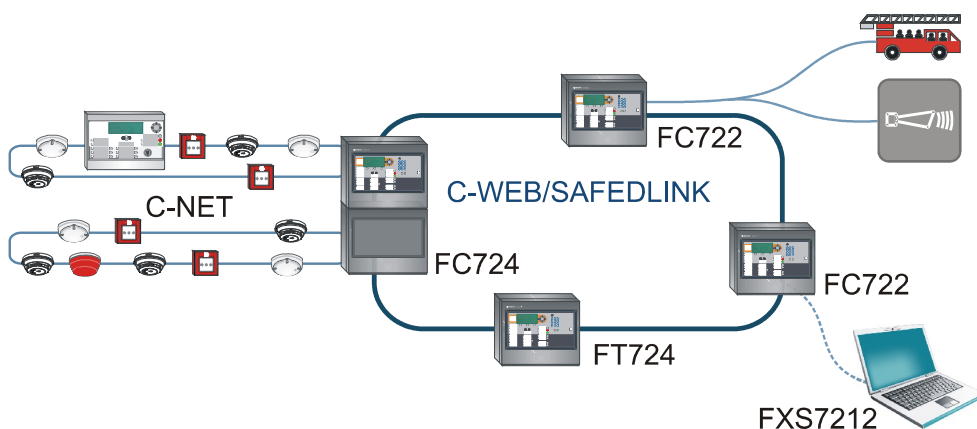 FC722
C-NET
C-WEB/SAFEDLINK
FC724
FC722
FT724
FXS7212